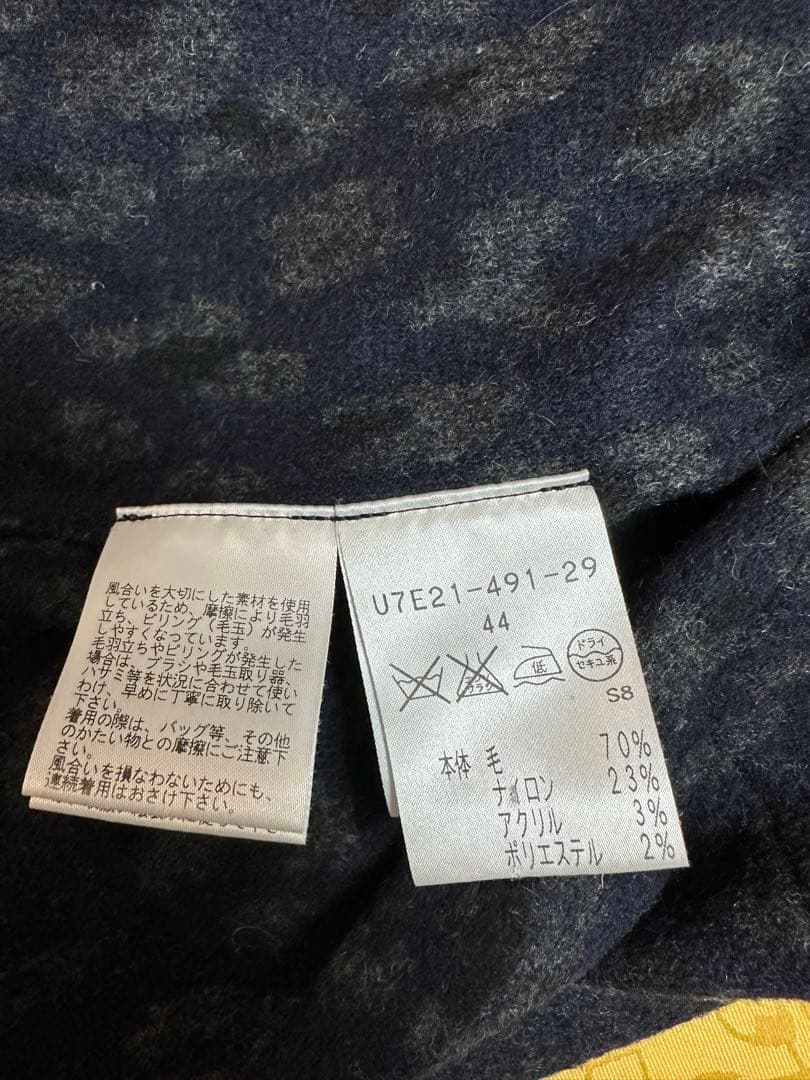 風合いを大切にした素材を使用
しているため、摩擦により毛羽
立ち、ピリング(毛玉)が発生
しやすくなっています。
毛羽立ちやピリングが発生した
場合は、ブラシや毛玉取り器、
ハサミ等を状況に合わせて使い
わけ、早めに丁寧に取り除いて
下さい。
着用の際は、バッグ等、その他
のかたい物との摩擦にご注意下
さい。
風合いを損なわないためにも、
連続着用はおさけ下さい。
U7E21-491-29
44
エンソ
サラシ
低
ドライ
セキユ系
S8
本体 毛 70%
ナイロン 23%
アクリル 3%
ポリエステル 2%